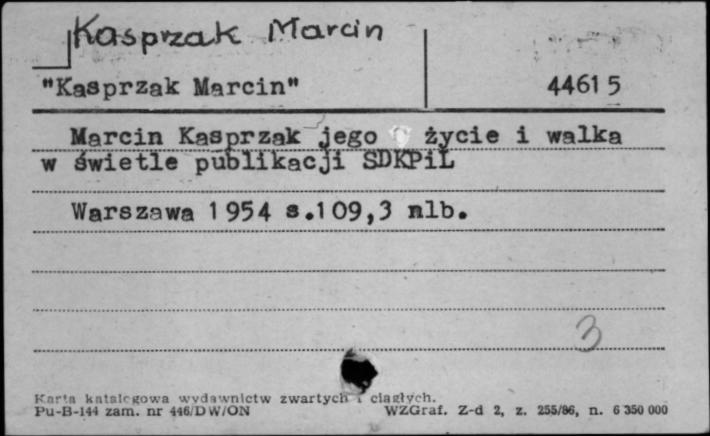 Kasprzak Marcin
"Kasprzak Marcin" 44615
Marcin Kasprzak jego życie i walka
w świetle publikacji SDKPiL
Warszawa 1954 s.109,3 nlb.
3
Karta katalogowa wydawnictw zwartych i ciągłych.
Pu-B-144 zam. nr 446/DW/ON WZGraf. Z-d 2, z. 255/86, n. 6 350 000